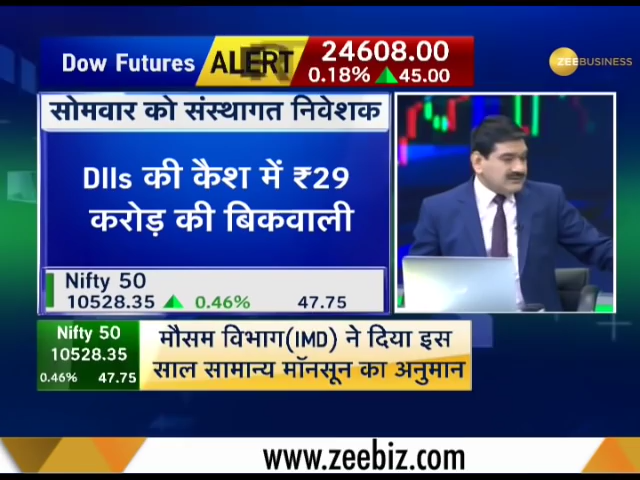 Dow Futures
ALERT
24608.00
0.18% 45.00
ZEEBUSINESS
सोमवार को संस्थागत निवेशक
DIIs की कैश में ₹29
करोड़ की बिकवाली
Nifty 50
10528.35 0.46% 47.75
Nifty 50
10528.35
0.46% 47.75
मौसम विभाग(IMD) ने दिया इस
साल सामान्य मॉनसून का अनुमान
www.zeebiz.com